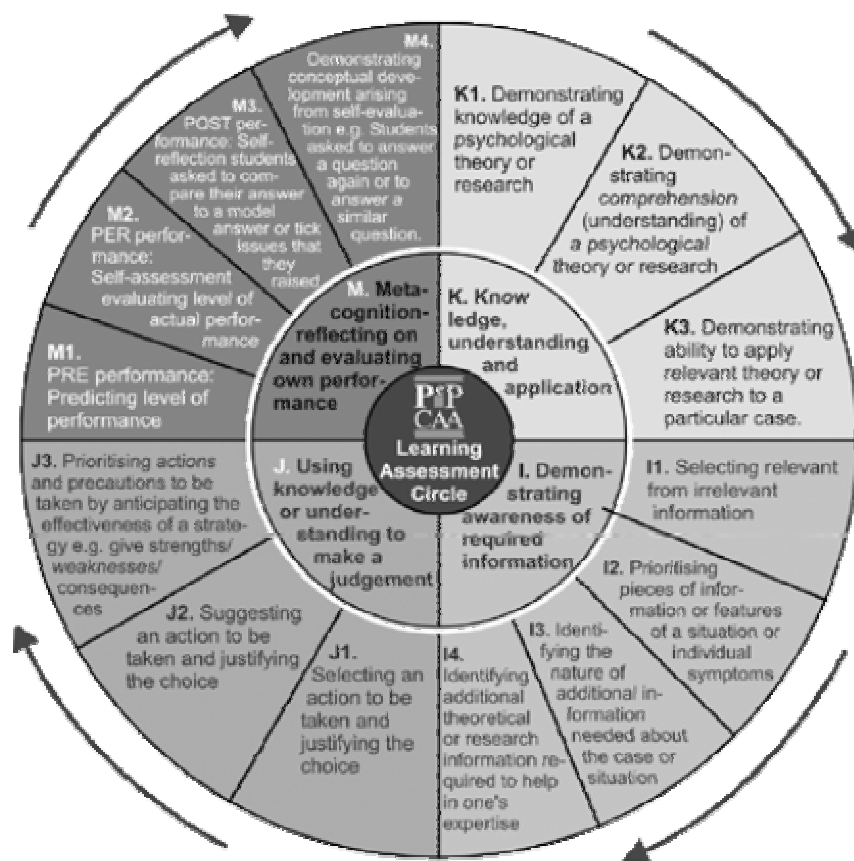 PiP
CAA
Learning
Assessment
Circle
K. Know
ledge,
understanding
and
application
K1. Demonstrating
knowledge of a
psychological
theory or
research
K2. Demon-
strating
comprehension
(understanding) of
a psychological
theory or research
K3. Demonstrating
ability to apply
relevant theory or
research to a
particular case.
I. Demon-
strating
awareness of
required
information
I1. Selecting relevant
from irrelevant
information
I2. Prioritising
pieces of infor-
mation or features
of a situation or
individual
symptoms
I3. Identi-
fying the
nature of
additional in-
formation
needed about
the case or
situation
I4.
Identifying
additional
theoretical
or research
information re-
quired to help
in one's
expertise
J. Using
knowledge
or under-
standing to
make a
judgement
J1.
Selecting an
action to be
taken and
justifying the
choice
J2. Suggesting
an action to be
taken and justifying
the choice
J3. Prioritising actions
and precautions to be
taken by anticipating the
effectiveness of a strate-
gy e.g. give strengths/
weaknesses/
consequen-
ces
M. Meta-
cognition-
reflecting on
and evaluating
own perfor-
mance
M1.
PRE performance:
Predicting level of
performance
M2.
PER perfor-
mance:
Self-assessment
evaluating level of
actual perfor-
mance
M3.
POST per-
formance: Self-
reflection students
asked to com-
pare their answer
to a model
answer or tick
issues that
they
raised
M4.
Demonstrating
conceptual deve-
lopment arising
from self-evalua-
tion e.g. Students
asked to answer
a question
again or to
answer a
similar
question.